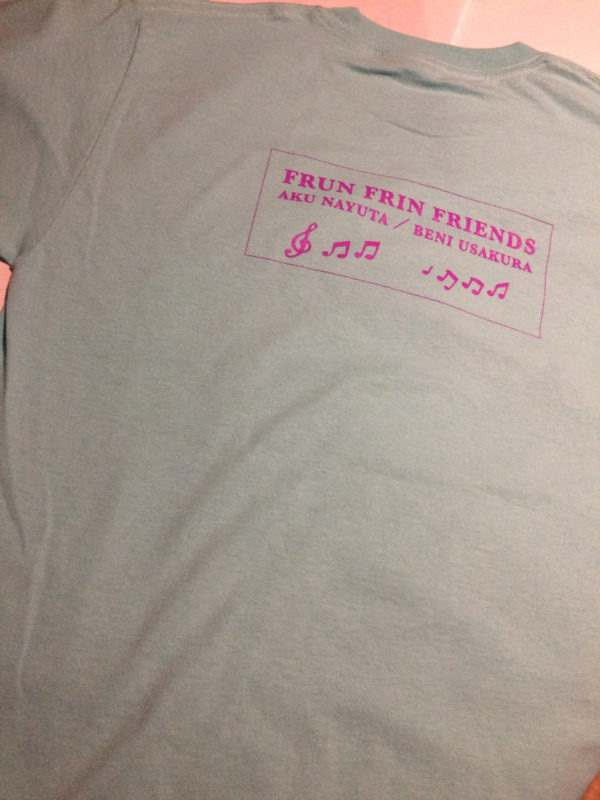 FRUN FRIN FRIENDS
AKU NAYUTA / BENI USAKURA